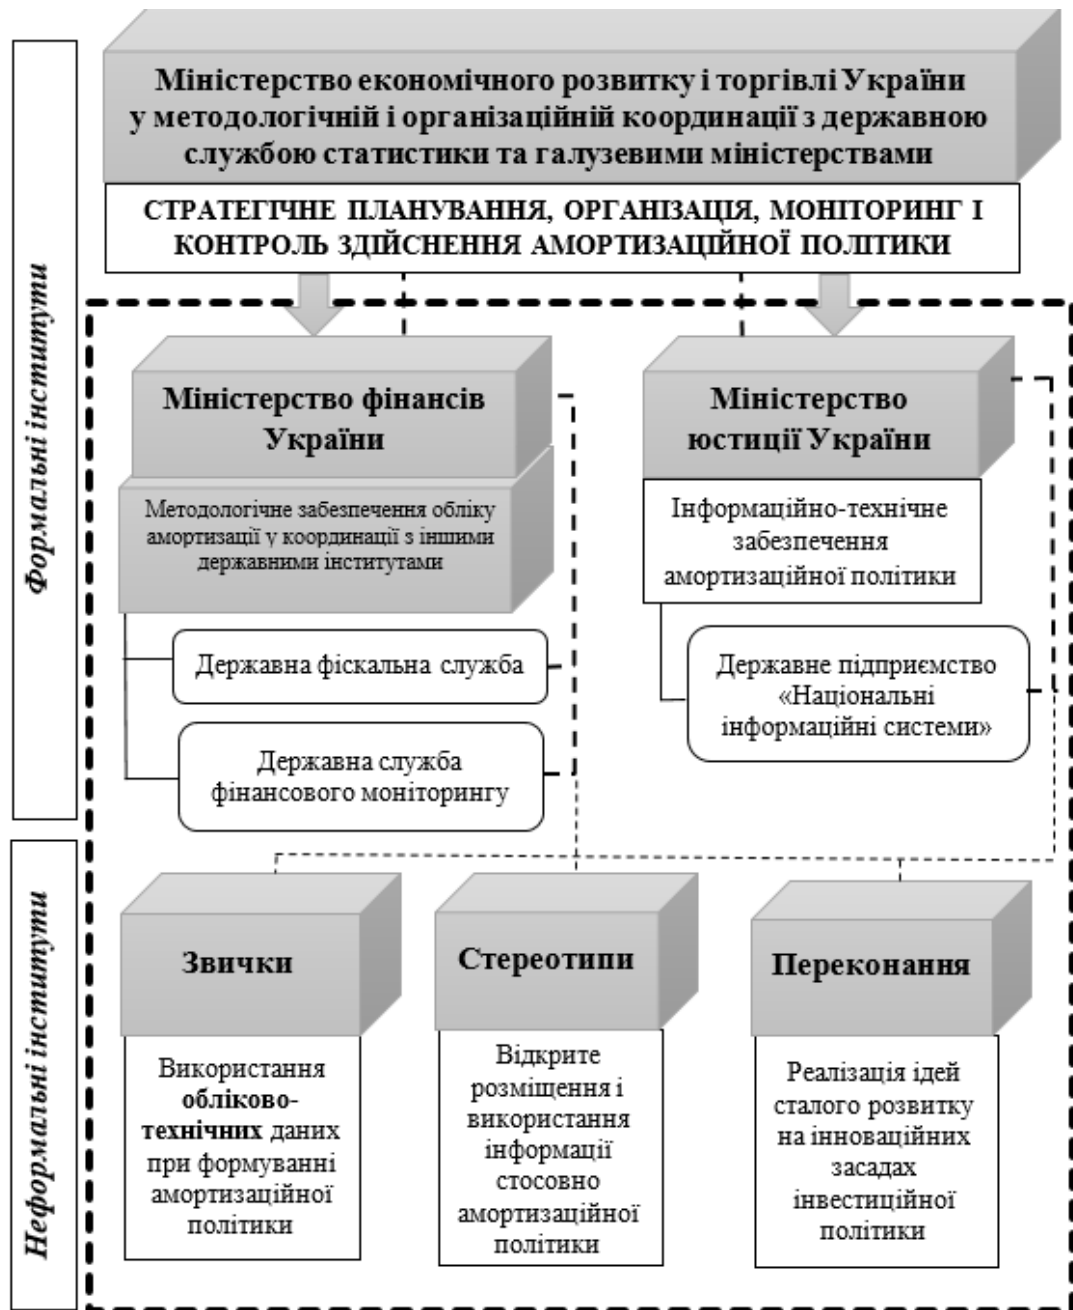 Формальні інститути
Міністерство економічного розвитку і торгівлі України
у методологічній і організаційній координації з державною
службою статистики та галузевими міністерствами
СТРАТЕГІЧНЕ ПЛАНУВАННЯ, ОРГАНІЗАЦІЯ, МОНІТОРИНГ І
КОНТРОЛЬ ЗДІЙСНЕННЯ АМОРТИЗАЦІЙНОЇ ПОЛІТИКИ
Міністерство фінансів
України
Методологічне забезпечення обліку
амортизації у координації з іншими
державними інститутами
Державна фіскальна служба
Державна служба
фінансового моніторингу
Міністерство
юстиції України
Інформаційно-технічне
забезпечення
амортизаційної політики
Державне підприємство
«Національні
інформаційні системи»
Неформальні інститути
Звички
Використання
обліково-
технічних даних
при формуванні
амортизаційної
політики
Стереотипи
Відкрите
розміщення і
використання
інформації
стосовно
амортизаційної
політики
Переконання
Реалізація ідей
сталого розвитку
на інноваційних
засадах
інвестиційної
політики